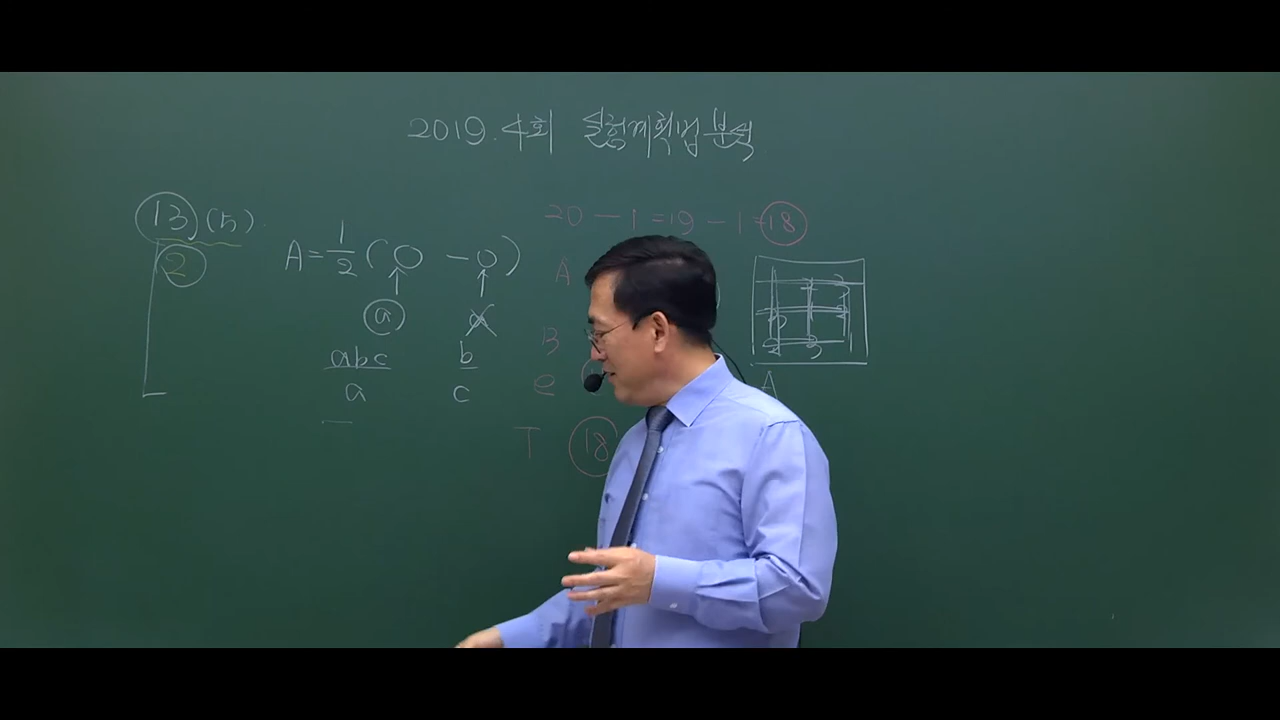 2019. 4회 실험계획법 분석
13 (5)
2
A = 1/2 ( ○ - ○ )
a
abc b
a c
20 - 1 = 19 - 1 = 18
A
B
e
T 18
A